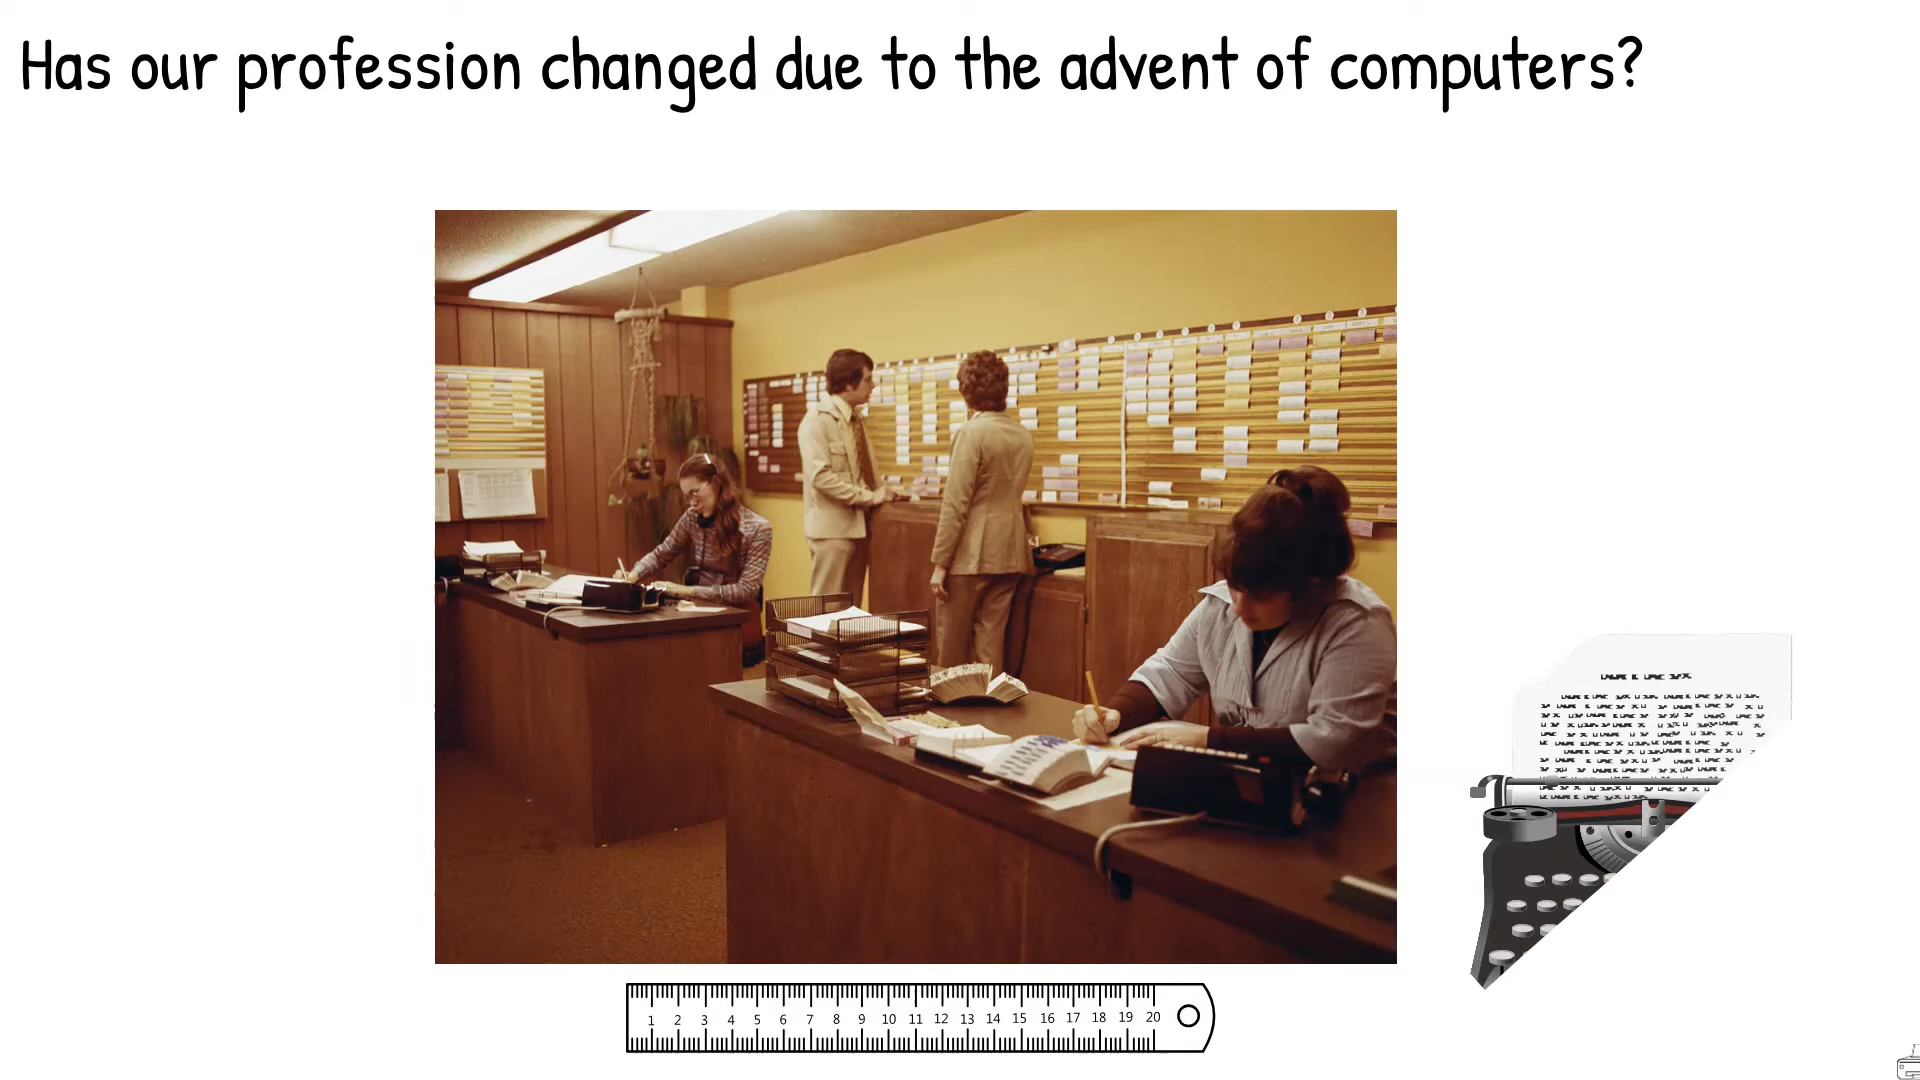 Has our profession changed due to the advent of computers?
1 2 3 4 5 6 7 8 9 10 11 12 13 14 15 16 17 18 19 20